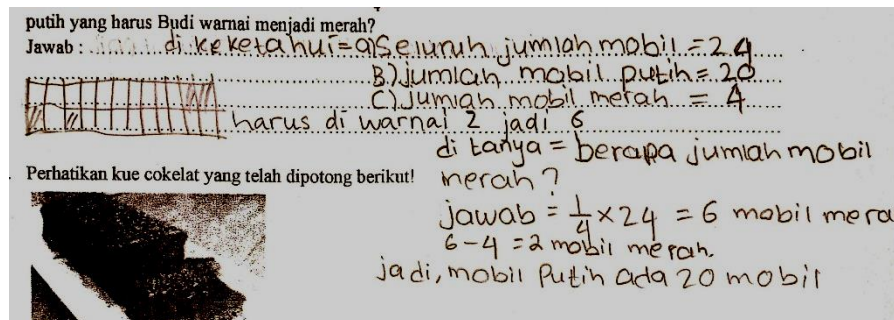 putih yang harus Budi warnai menjadi merah?
Jawab : di keketahui = a) Seluruh jumlah mobil = 24
B) jumlah mobil putih = 20
C) Jumlah mobil merah = 4
harus di warnai 2 jadi 6
di tanya = berapa jumlah mobil
merah ?
Perhatikan kue cokelat yang telah dipotong berikut!
jawab = 1/4 × 24 = 6 mobil mera
6 - 4 = 2 mobil merah.
jadi, mobil Putih ada 20 mobil